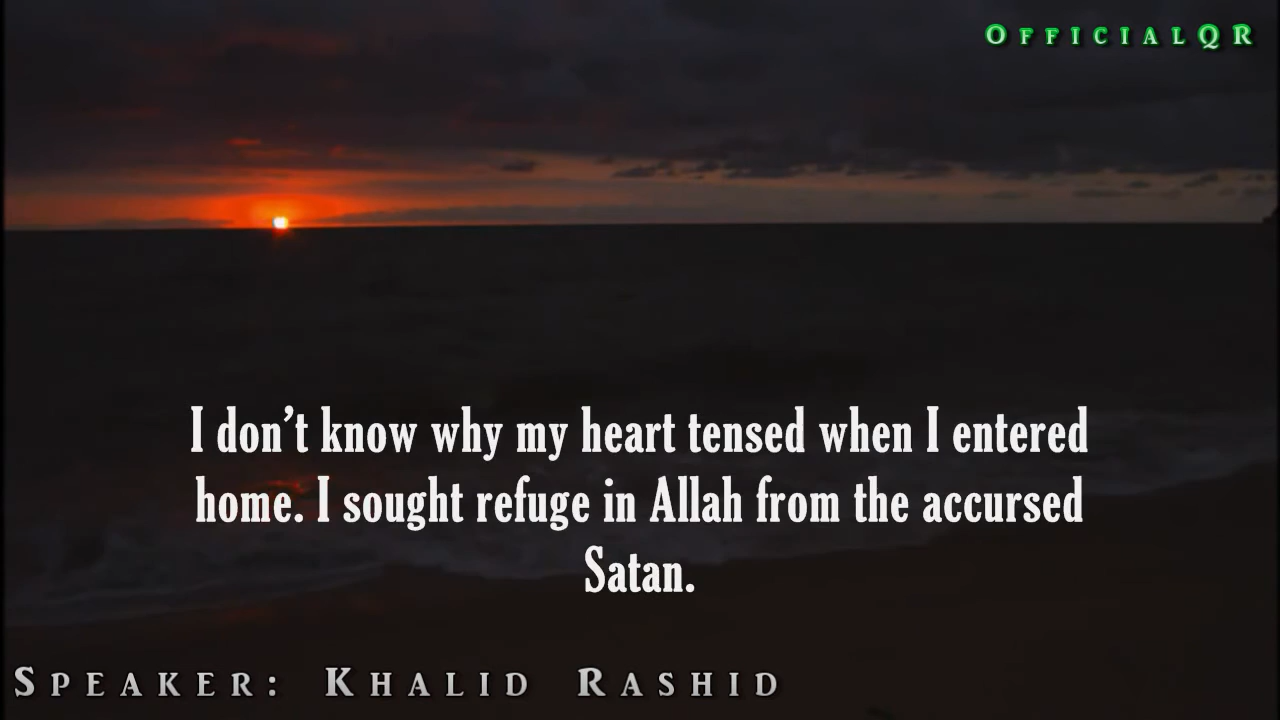 OFFICIALQR
I don’t know why my heart tensed when I entered
home. I sought refuge in Allah from the accursed
Satan.
SPEAKER: KHALID RASHID